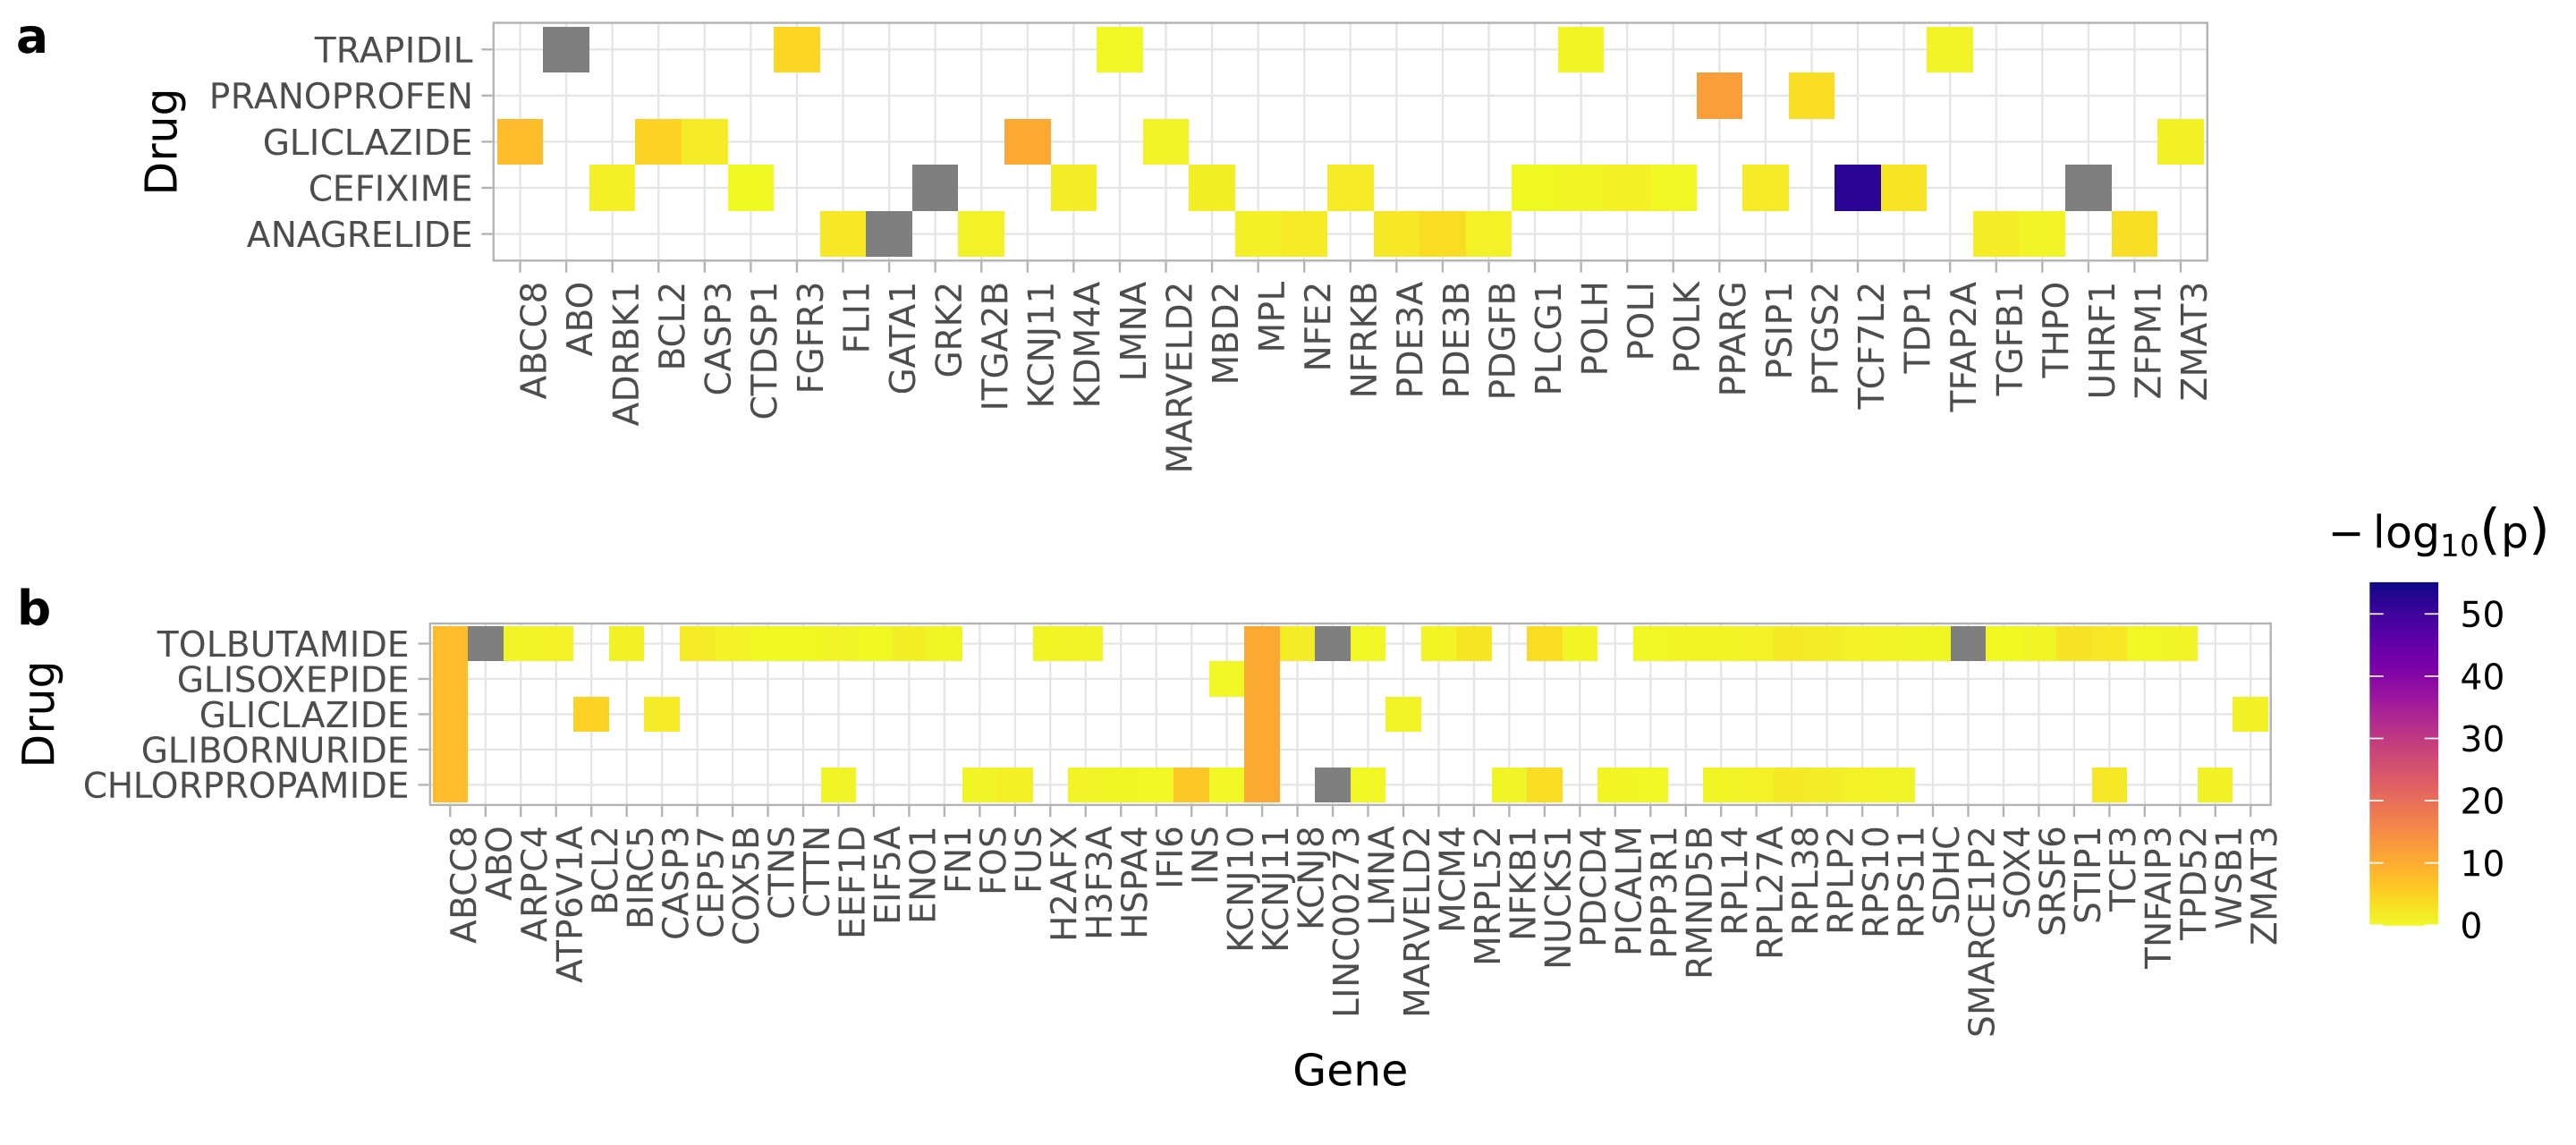 a
Drug
TRAPIDIL
PRANOPROFEN
GLICLAZIDE
CEFIXIME
ANAGRELIDE
ABCC8
ABO
ADRBK1
BCL2
CASP3
CTDSP1
FGFR3
FLI1
GATA1
GRK2
ITGA2B
KCNJ11
KDM4A
LMNA
MARVELD2
MBD2
MPL
NFE2
NFRKB
PDE3A
PDE3B
PDGFB
PLCG1
POLH
POLI
POLK
PPARG
PSIP1
PTGS2
TCF7L2
TDP1
TFAP2A
TGFB1
THPO
UHRF1
ZFPM1
ZMAT3
b
Drug
TOLBUTAMIDE
GLISOXEPIDE
GLICLAZIDE
GLIBORNURIDE
CHLORPROPAMIDE
ABCC8
ABO
ARPC4
ATP6V1A
BCL2
BIRC5
CASP3
CEP57
COX5B
CTNS
CTTN
EEF1D
EIF5A
ENO1
FN1
FOS
FUS
H2AFX
H3F3A
HSPA4
IFI6
INS
KCNJ10
KCNJ11
KCNJ8
LINC00273
LMNA
MARVELD2
MCM4
MRPL52
NFKB1
NUCKS1
PDCD4
PICALM
PPP3R1
RMND5B
RPL14
RPL27A
RPL38
RPLP2
RPS10
RPS11
SDHC
SMARCE1P2
SOX4
SRSF6
STIP1
TCF3
TNFAIP3
TPD52
WSB1
ZMAT3
Gene
− log₁₀(p)
50
40
30
20
10
0